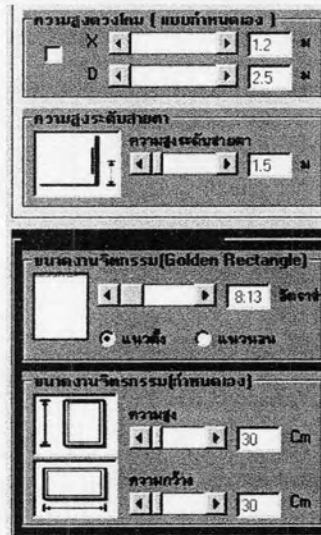 ความสูงดวงโคม ( แบบกำหนดเอง )
X 1.2 ม
D 2.5 ม
ความสูงระดับสายตา
ความสูงระดับสายตา
1.5 ม
ขนาดงานจิตกรรม(Golden Rectangle)
8:13
แนวตั้ง แนวนอน
ขนาดงานจิตรกรรม(กำหนดเอง)
ความสูง
30 Cm
ความกว้าง
30 Cm